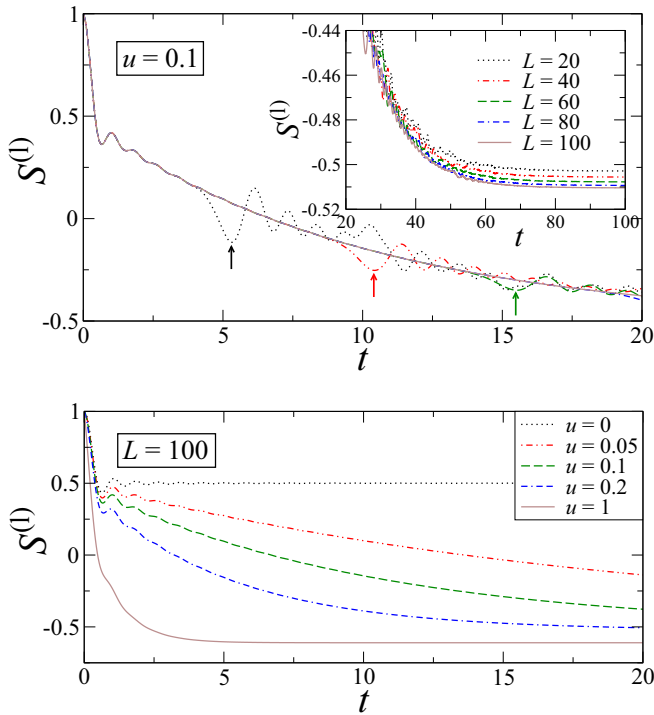 1
0.5
0
-0.5
S(1)
u = 0.1
0
5
10
15
20
t
-0.44
-0.46
-0.48
-0.5
-0.52
S(1)
20
40
60
80
100
t
L = 20
L = 40
L = 60
L = 80
L = 100
1
0.5
0
-0.5
S(1)
L = 100
u = 0
u = 0.05
u = 0.1
u = 0.2
u = 1
0
5
10
15
20
t